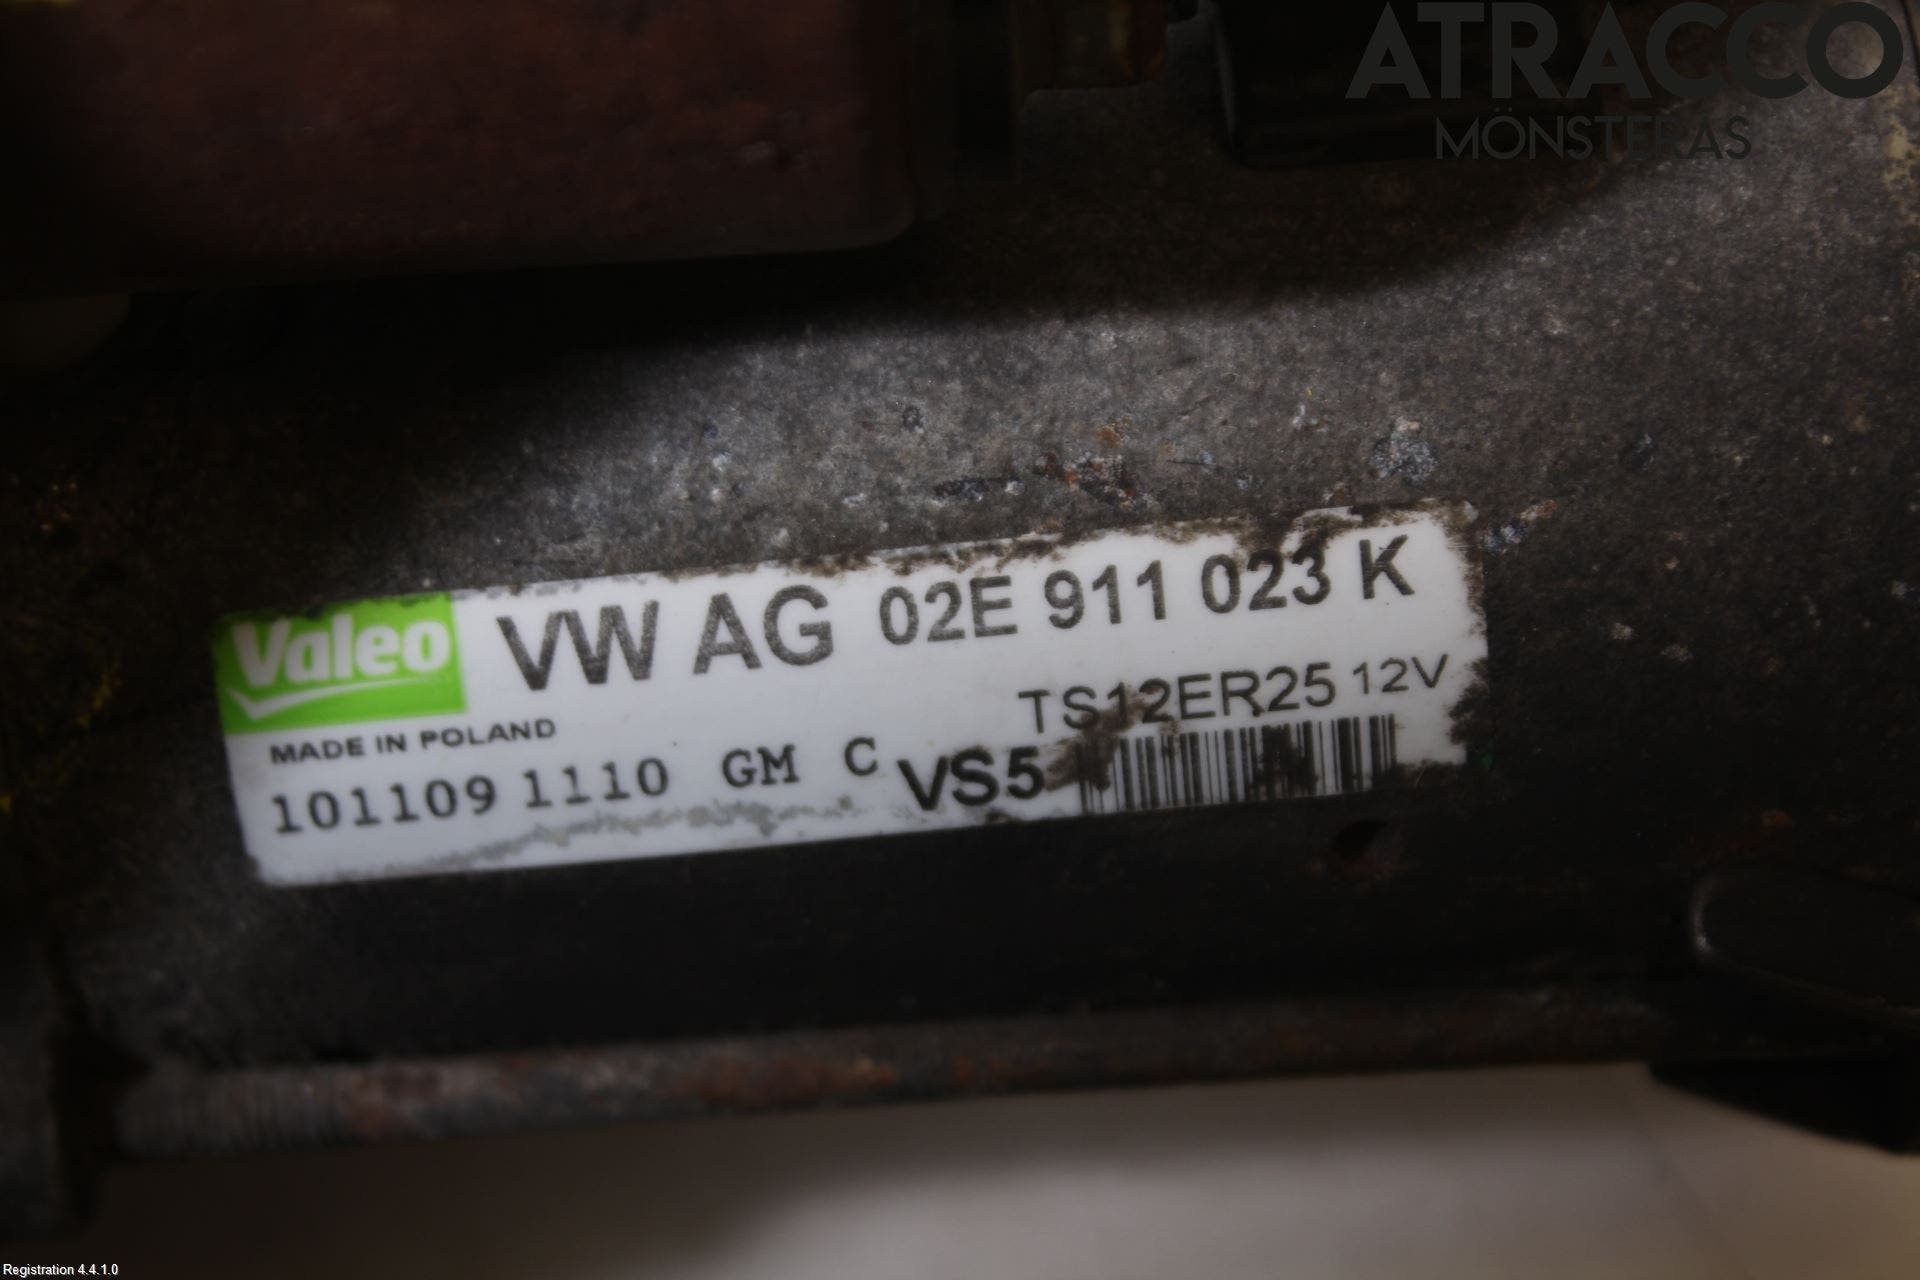 ATRACCO
MÖNSTERÅS
Valeo VW AG 02E 911 023 K
TS12ER25 12V
MADE IN POLAND
101109 1110 GM C VS5
Registration 4.4.1.0